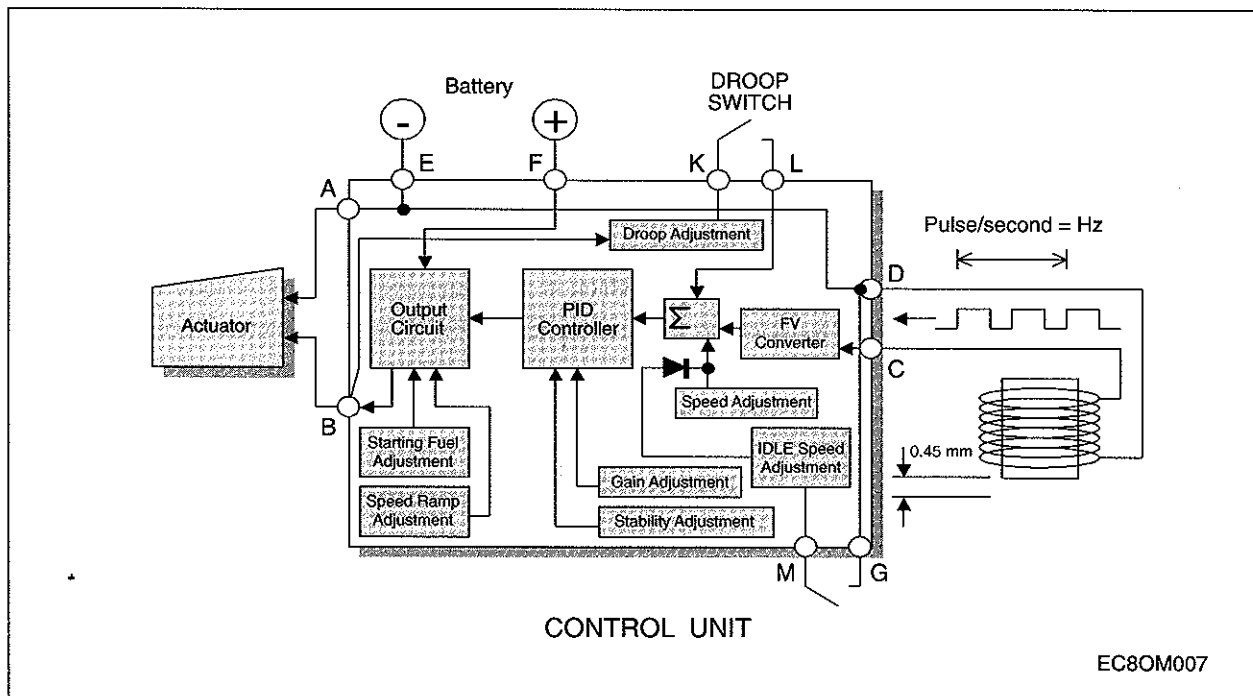 Battery
DROOP
SWITCH
-
+
E
F
K
L
A
Droop Adjustment
Pulse/second = Hz
D
Actuator
Output
Circuit
PID
Controller
Σ
FV
Converter
C
B
Speed Adjustment
Starting Fuel
Adjustment
IDLE Speed
Adjustment
0.45 mm
Gain Adjustment
Speed Ramp
Adjustment
Stability Adjustment
M
G
CONTROL UNIT
EC8OM007